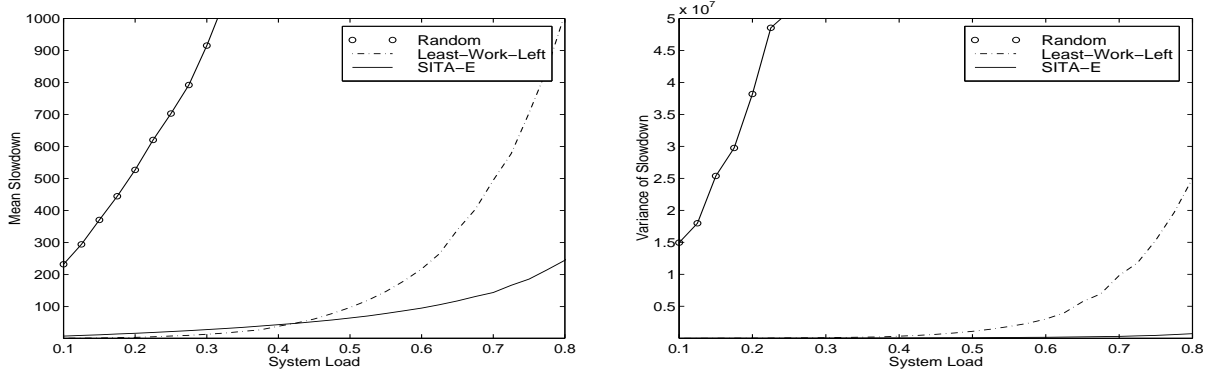 1000
900
800
700
600
500
400
300
200
100
0.1 0.2 0.3 0.4 0.5 0.6 0.7 0.8
System Load
Mean Slowdown
Random
Least-Work-Left
SITA-E
5 x 10^7
4.5
4
3.5
3
2.5
2
1.5
1
0.5
0.1 0.2 0.3 0.4 0.5 0.6 0.7 0.8
System Load
Variance of Slowdown
Random
Least-Work-Left
SITA-E